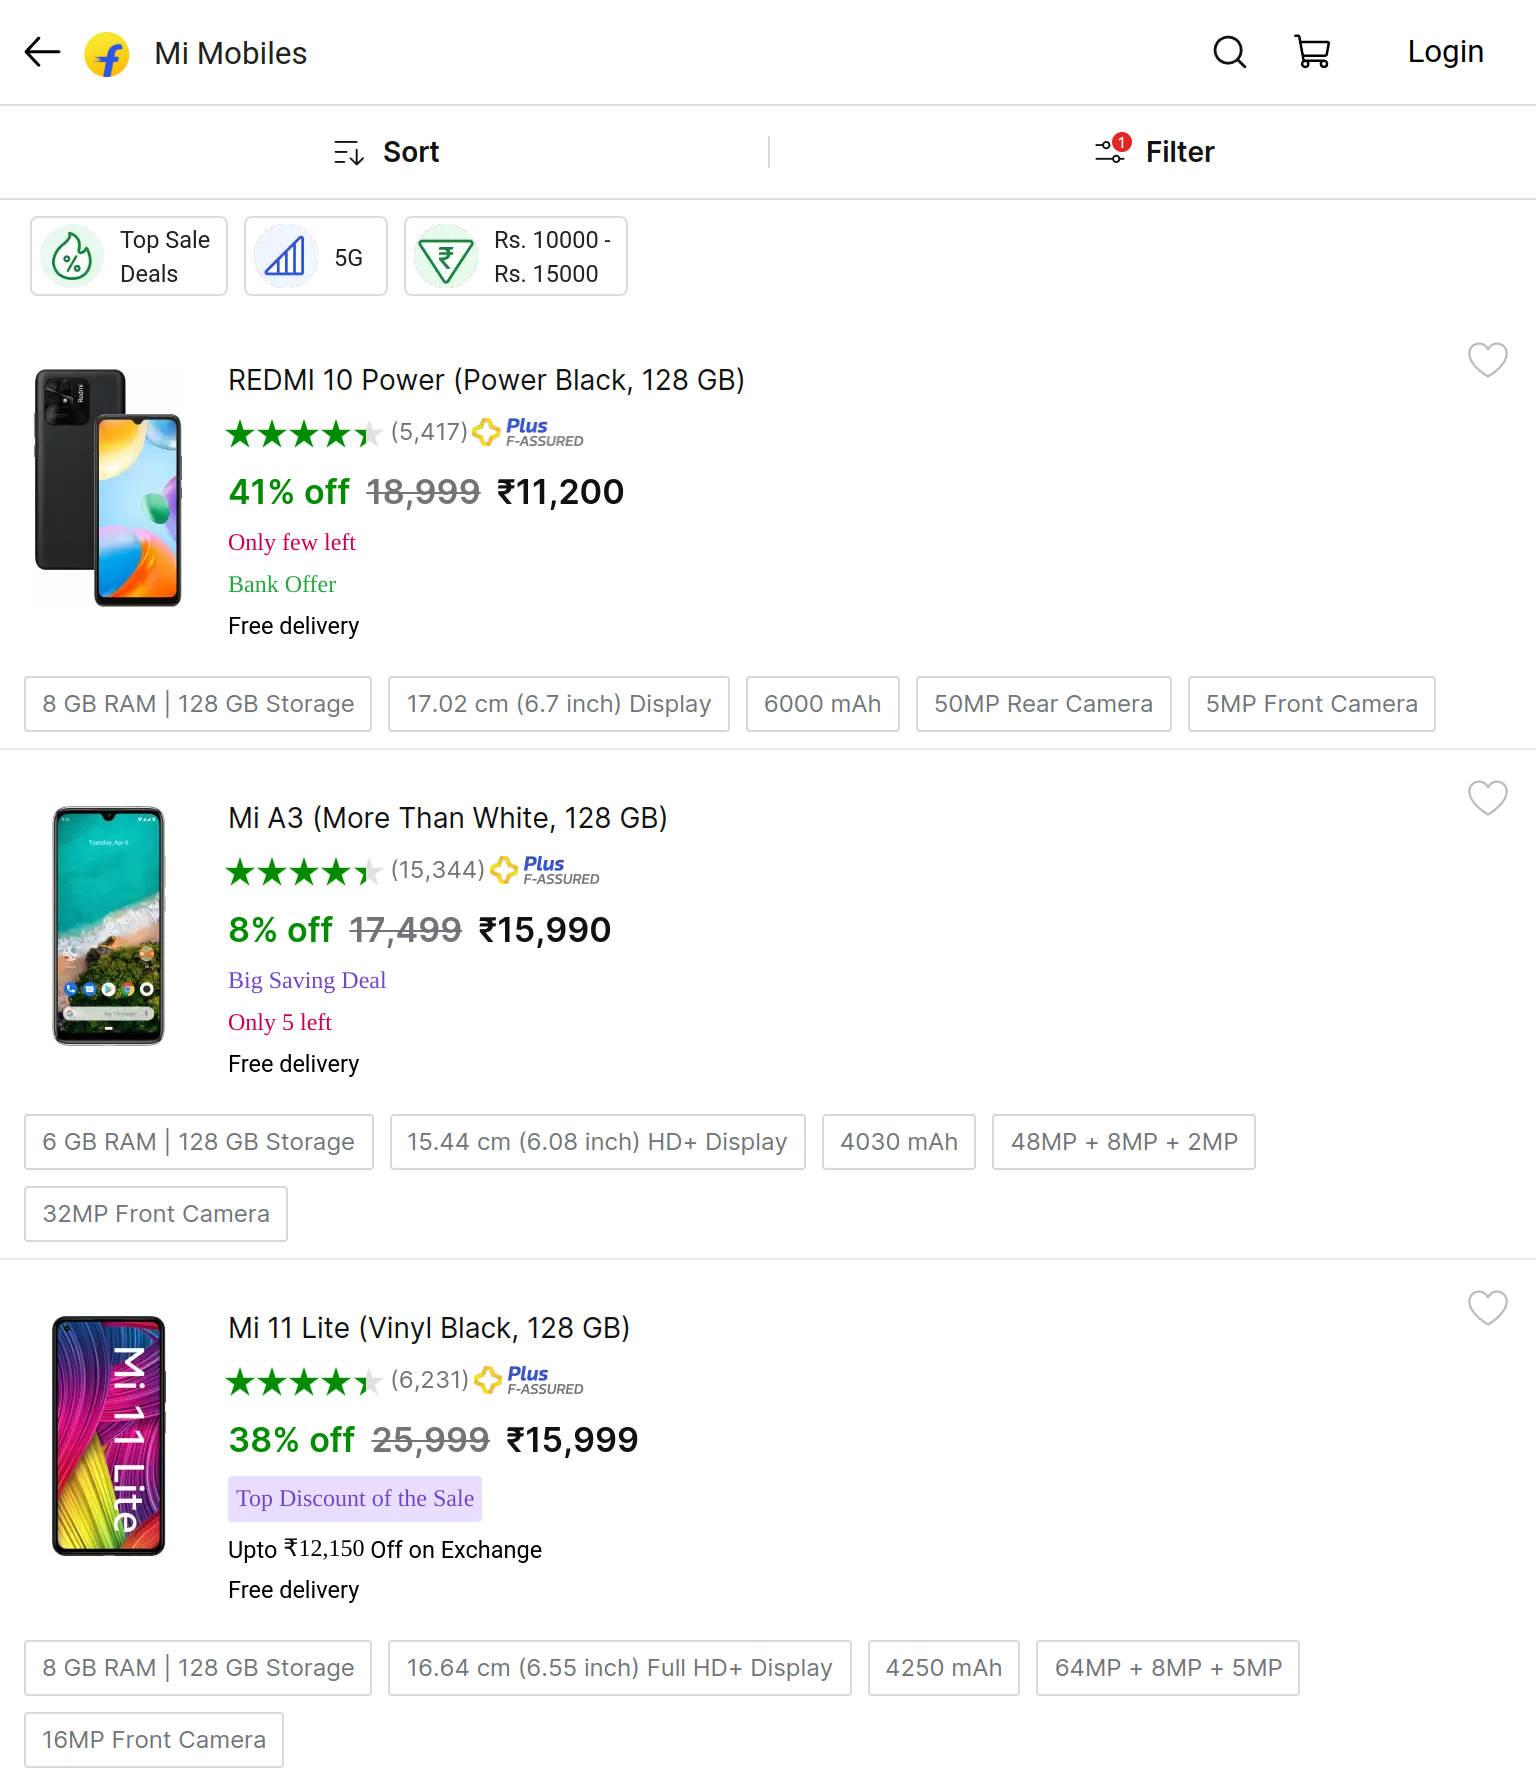 Mi Mobiles
Login
Sort
1
Filter
Top Sale
Deals
5G
Rs. 10000 -
Rs. 15000
REDMI 10 Power (Power Black, 128 GB)
(5,417) Plus
F-ASSURED
41% off 18,999 ₹11,200
Only few left
Bank Offer
Free delivery
8 GB RAM | 128 GB Storage 17.02 cm (6.7 inch) Display 6000 mAh 50MP Rear Camera 5MP Front Camera
Mi A3 (More Than White, 128 GB)
(15,344) Plus
F-ASSURED
8% off 17,499 ₹15,990
Big Saving Deal
Only 5 left
Free delivery
Tuesday, Apr 6
6 GB RAM | 128 GB Storage 15.44 cm (6.08 inch) HD+ Display 4030 mAh 48MP + 8MP + 2MP
32MP Front Camera
Mi 11 Lite (Vinyl Black, 128 GB)
(6,231) Plus
F-ASSURED
38% off 25,999 ₹15,999
Top Discount of the Sale
Upto ₹12,150 Off on Exchange
Free delivery
Mi 11 Lite
8 GB RAM | 128 GB Storage 16.64 cm (6.55 inch) Full HD+ Display 4250 mAh 64MP + 8MP + 5MP
16MP Front Camera